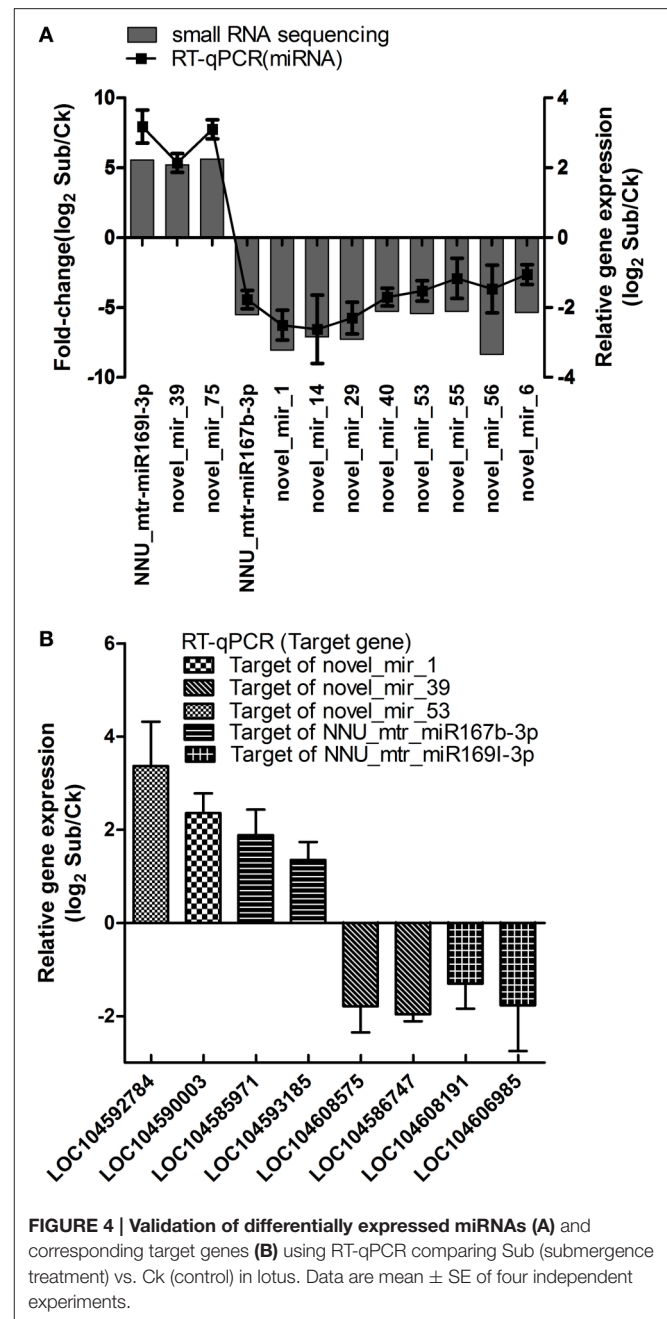 A
small RNA sequencing
RT-qPCR(miRNA)
Fold-change(log2 Sub/Ck)
10
5
0
-5
-10
4
2
0
-2
-4
Relative gene expression
(log2 Sub/Ck)
NNU_mtr-miR169l-3p
novel_mir_39
novel_mir_75
NNU_mtr-miR167b-3p
novel_mir_1
novel_mir_14
novel_mir_29
novel_mir_40
novel_mir_53
novel_mir_55
novel_mir_56
novel_mir_6
B
RT-qPCR (Target gene)
Target of novel_mir_1
Target of novel_mir_39
Target of novel_mir_53
Target of NNU_mtr_miR167b-3p
Target of NNU_mtr_miR169l-3p
Relative gene expression
(log2 Sub/Ck)
6
4
2
0
-2
LOC104592784
LOC104590003
LOC104585971
LOC104593185
LOC104608575
LOC104586747
LOC104608191
LOC104606985
FIGURE 4 | Validation of differentially expressed miRNAs (A) and
corresponding target genes (B) using RT-qPCR comparing Sub (submergence
treatment) vs. Ck (control) in lotus. Data are mean ± SE of four independent
experiments.